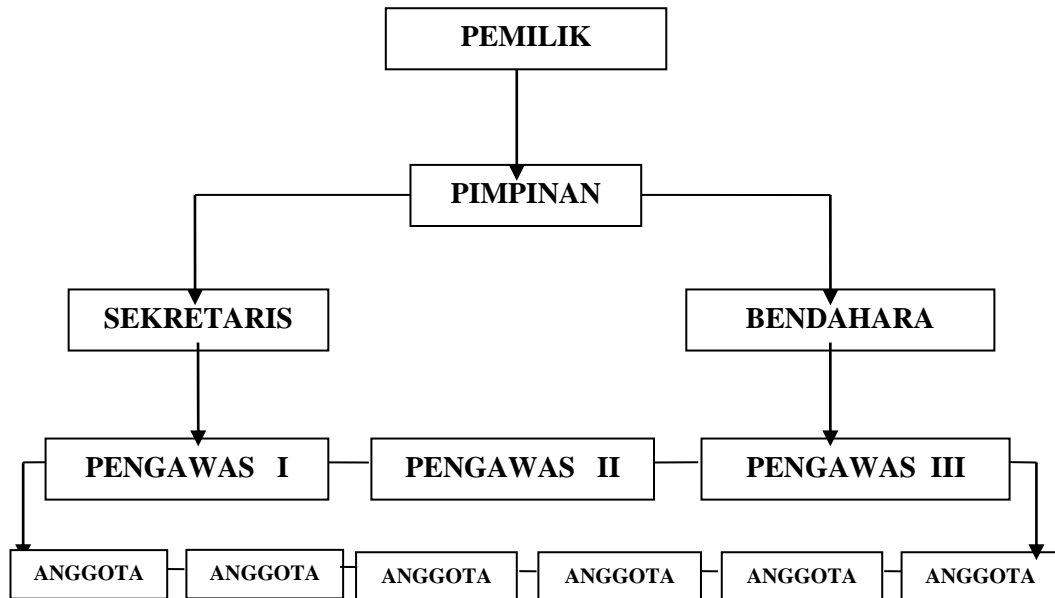 PEMILIK
PIMPINAN
SEKRETARIS
BENDAHARA
PENGAWAS I
PENGAWAS II
PENGAWAS III
ANGGOTA
ANGGOTA
ANGGOTA
ANGGOTA
ANGGOTA
ANGGOTA